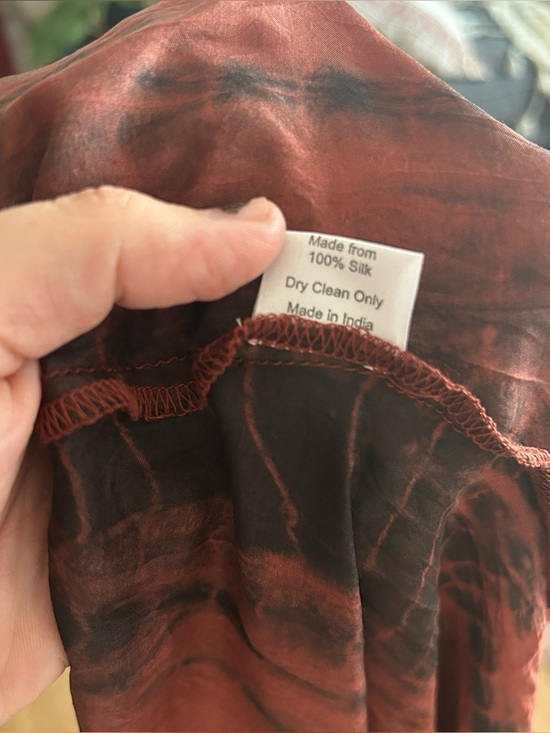 Made from
100% Silk
Dry Clean Only
Made in India